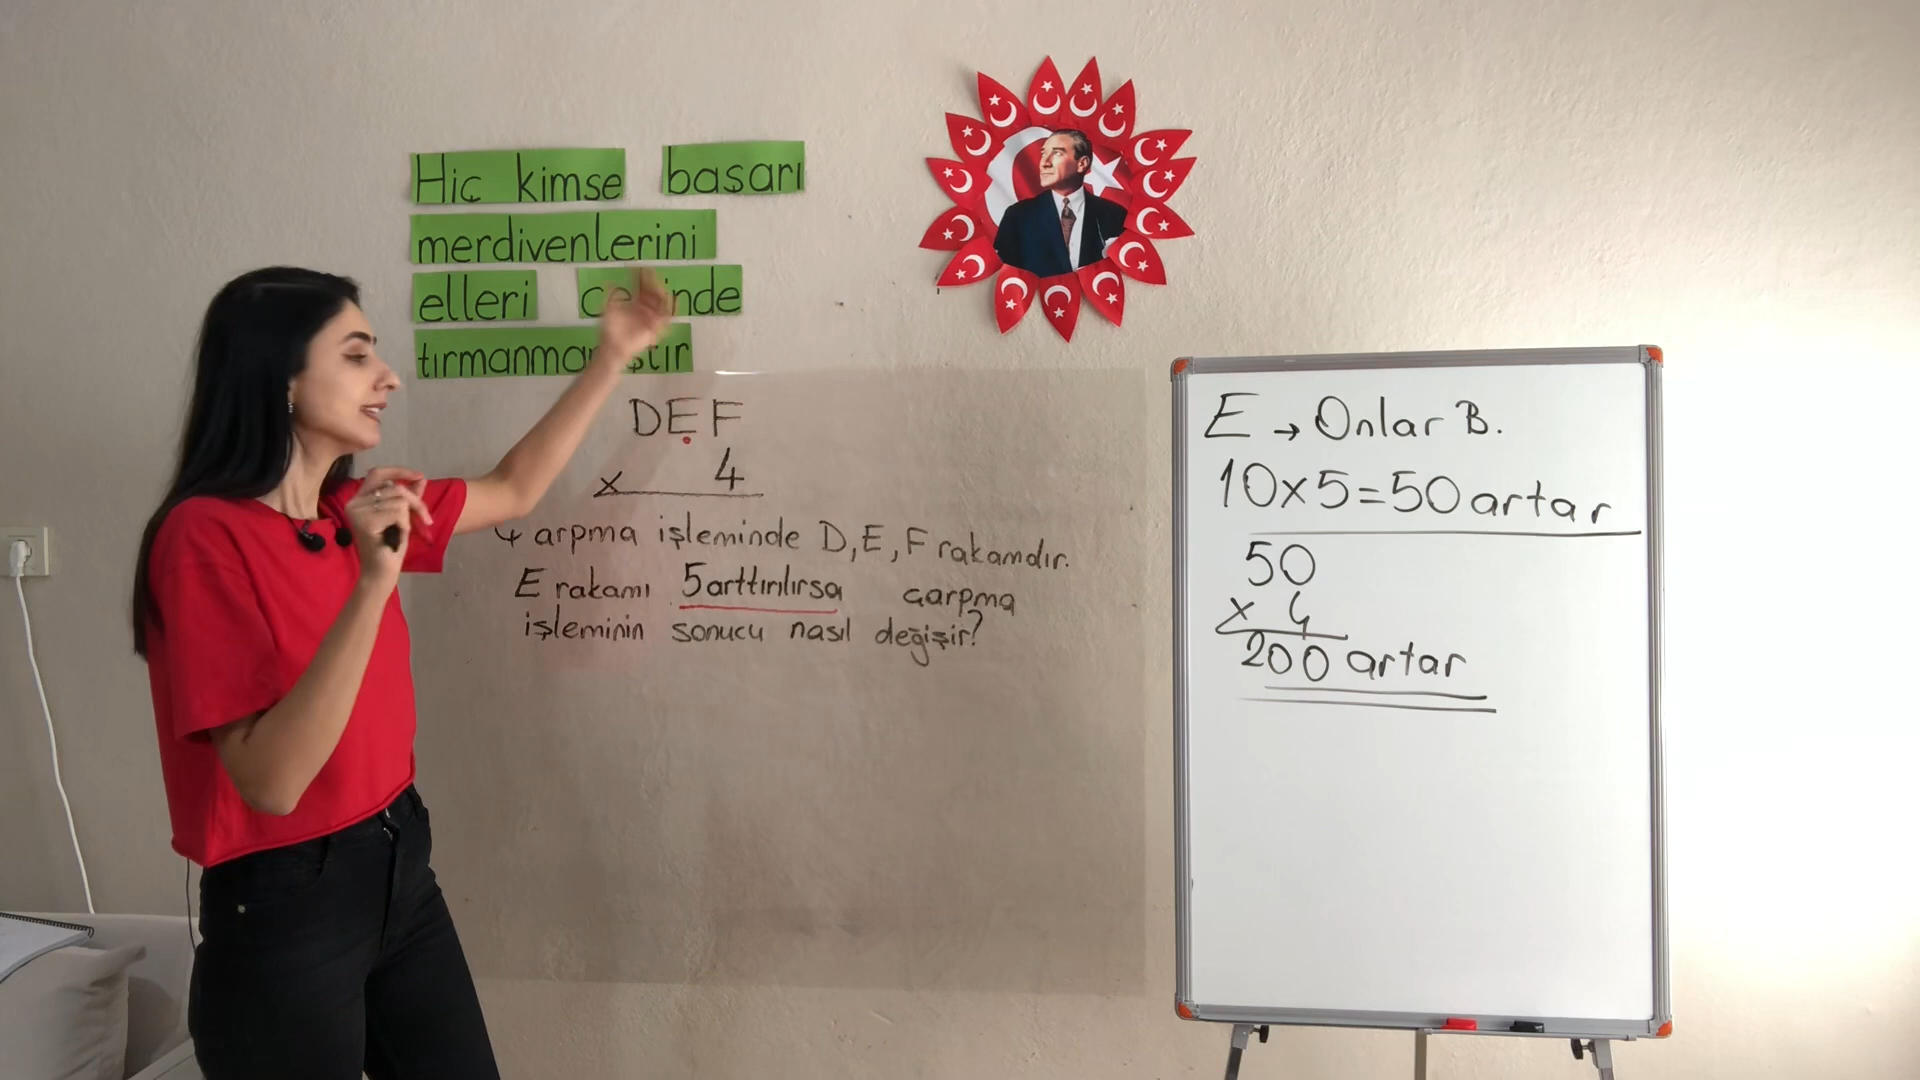 Hiç kimse başarı
merdivenlerini
elleri
DEF
x 4
Çarpma işleminde D, E, F rakamdır.
E rakamı 5 arttırılırsa çarpma
işleminin sonucu nasıl değişir?
E → Onlar B.
10x5=50 artar
50
x 4
200 artar